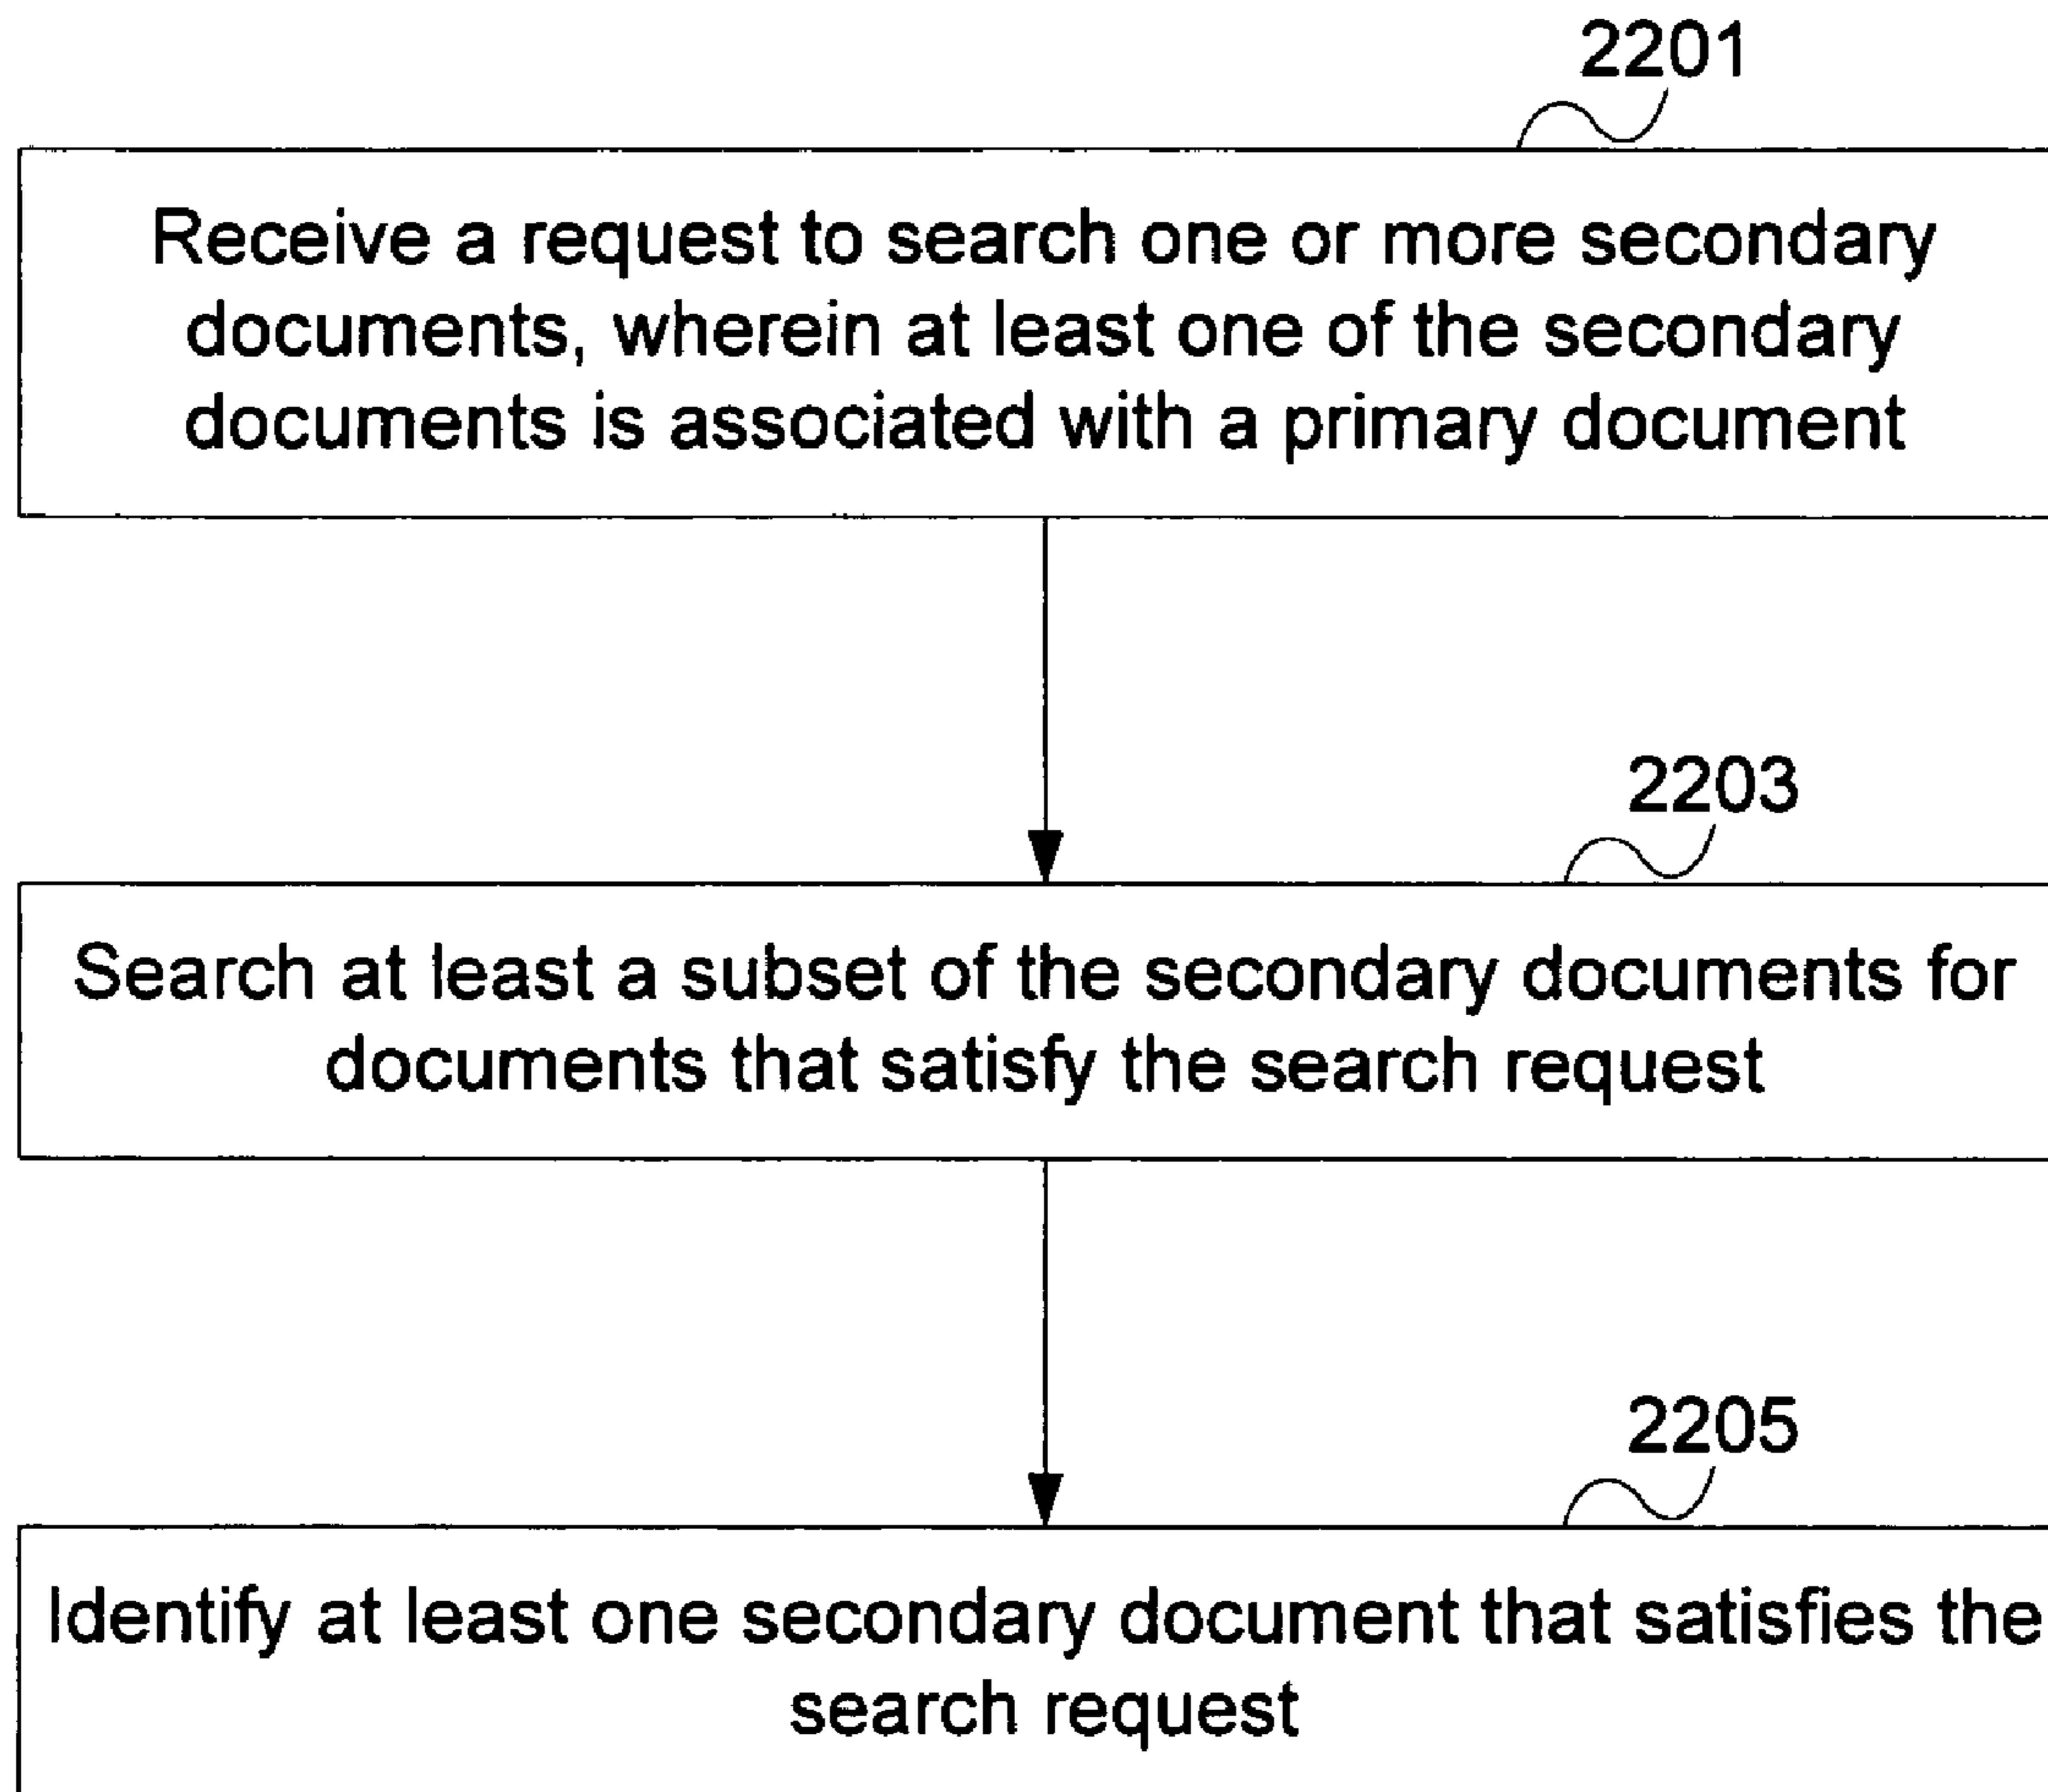 2201
Receive a request to search one or more secondary
documents, wherein at least one of the secondary
documents is associated with a primary document
2203
Search at least a subset of the secondary documents for
documents that satisfy the search request
2205
Identify at least one secondary document that satisfies the
search request